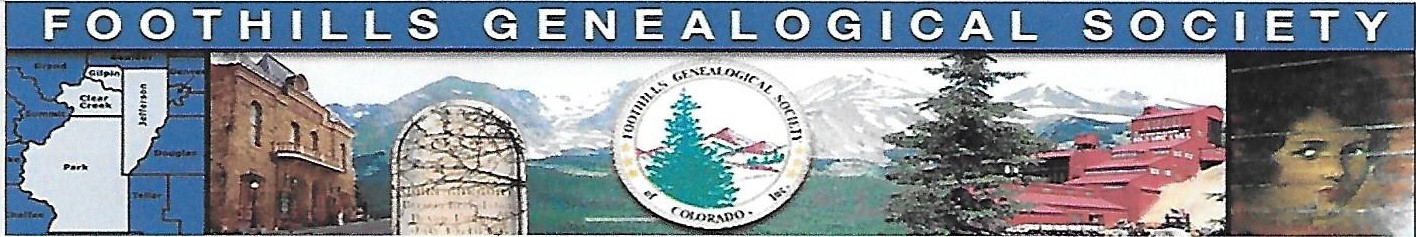 FOOTHILLS GENEALOGICAL SOCIETY
Grand
Boulder
Gilpin
Denver
Clear
Creek
Jefferson
Summit
Park
Douglas
Teller
Chaffee
FOOTHILLS GENEALOGICAL SOCIETY
of COLORADO, Inc.